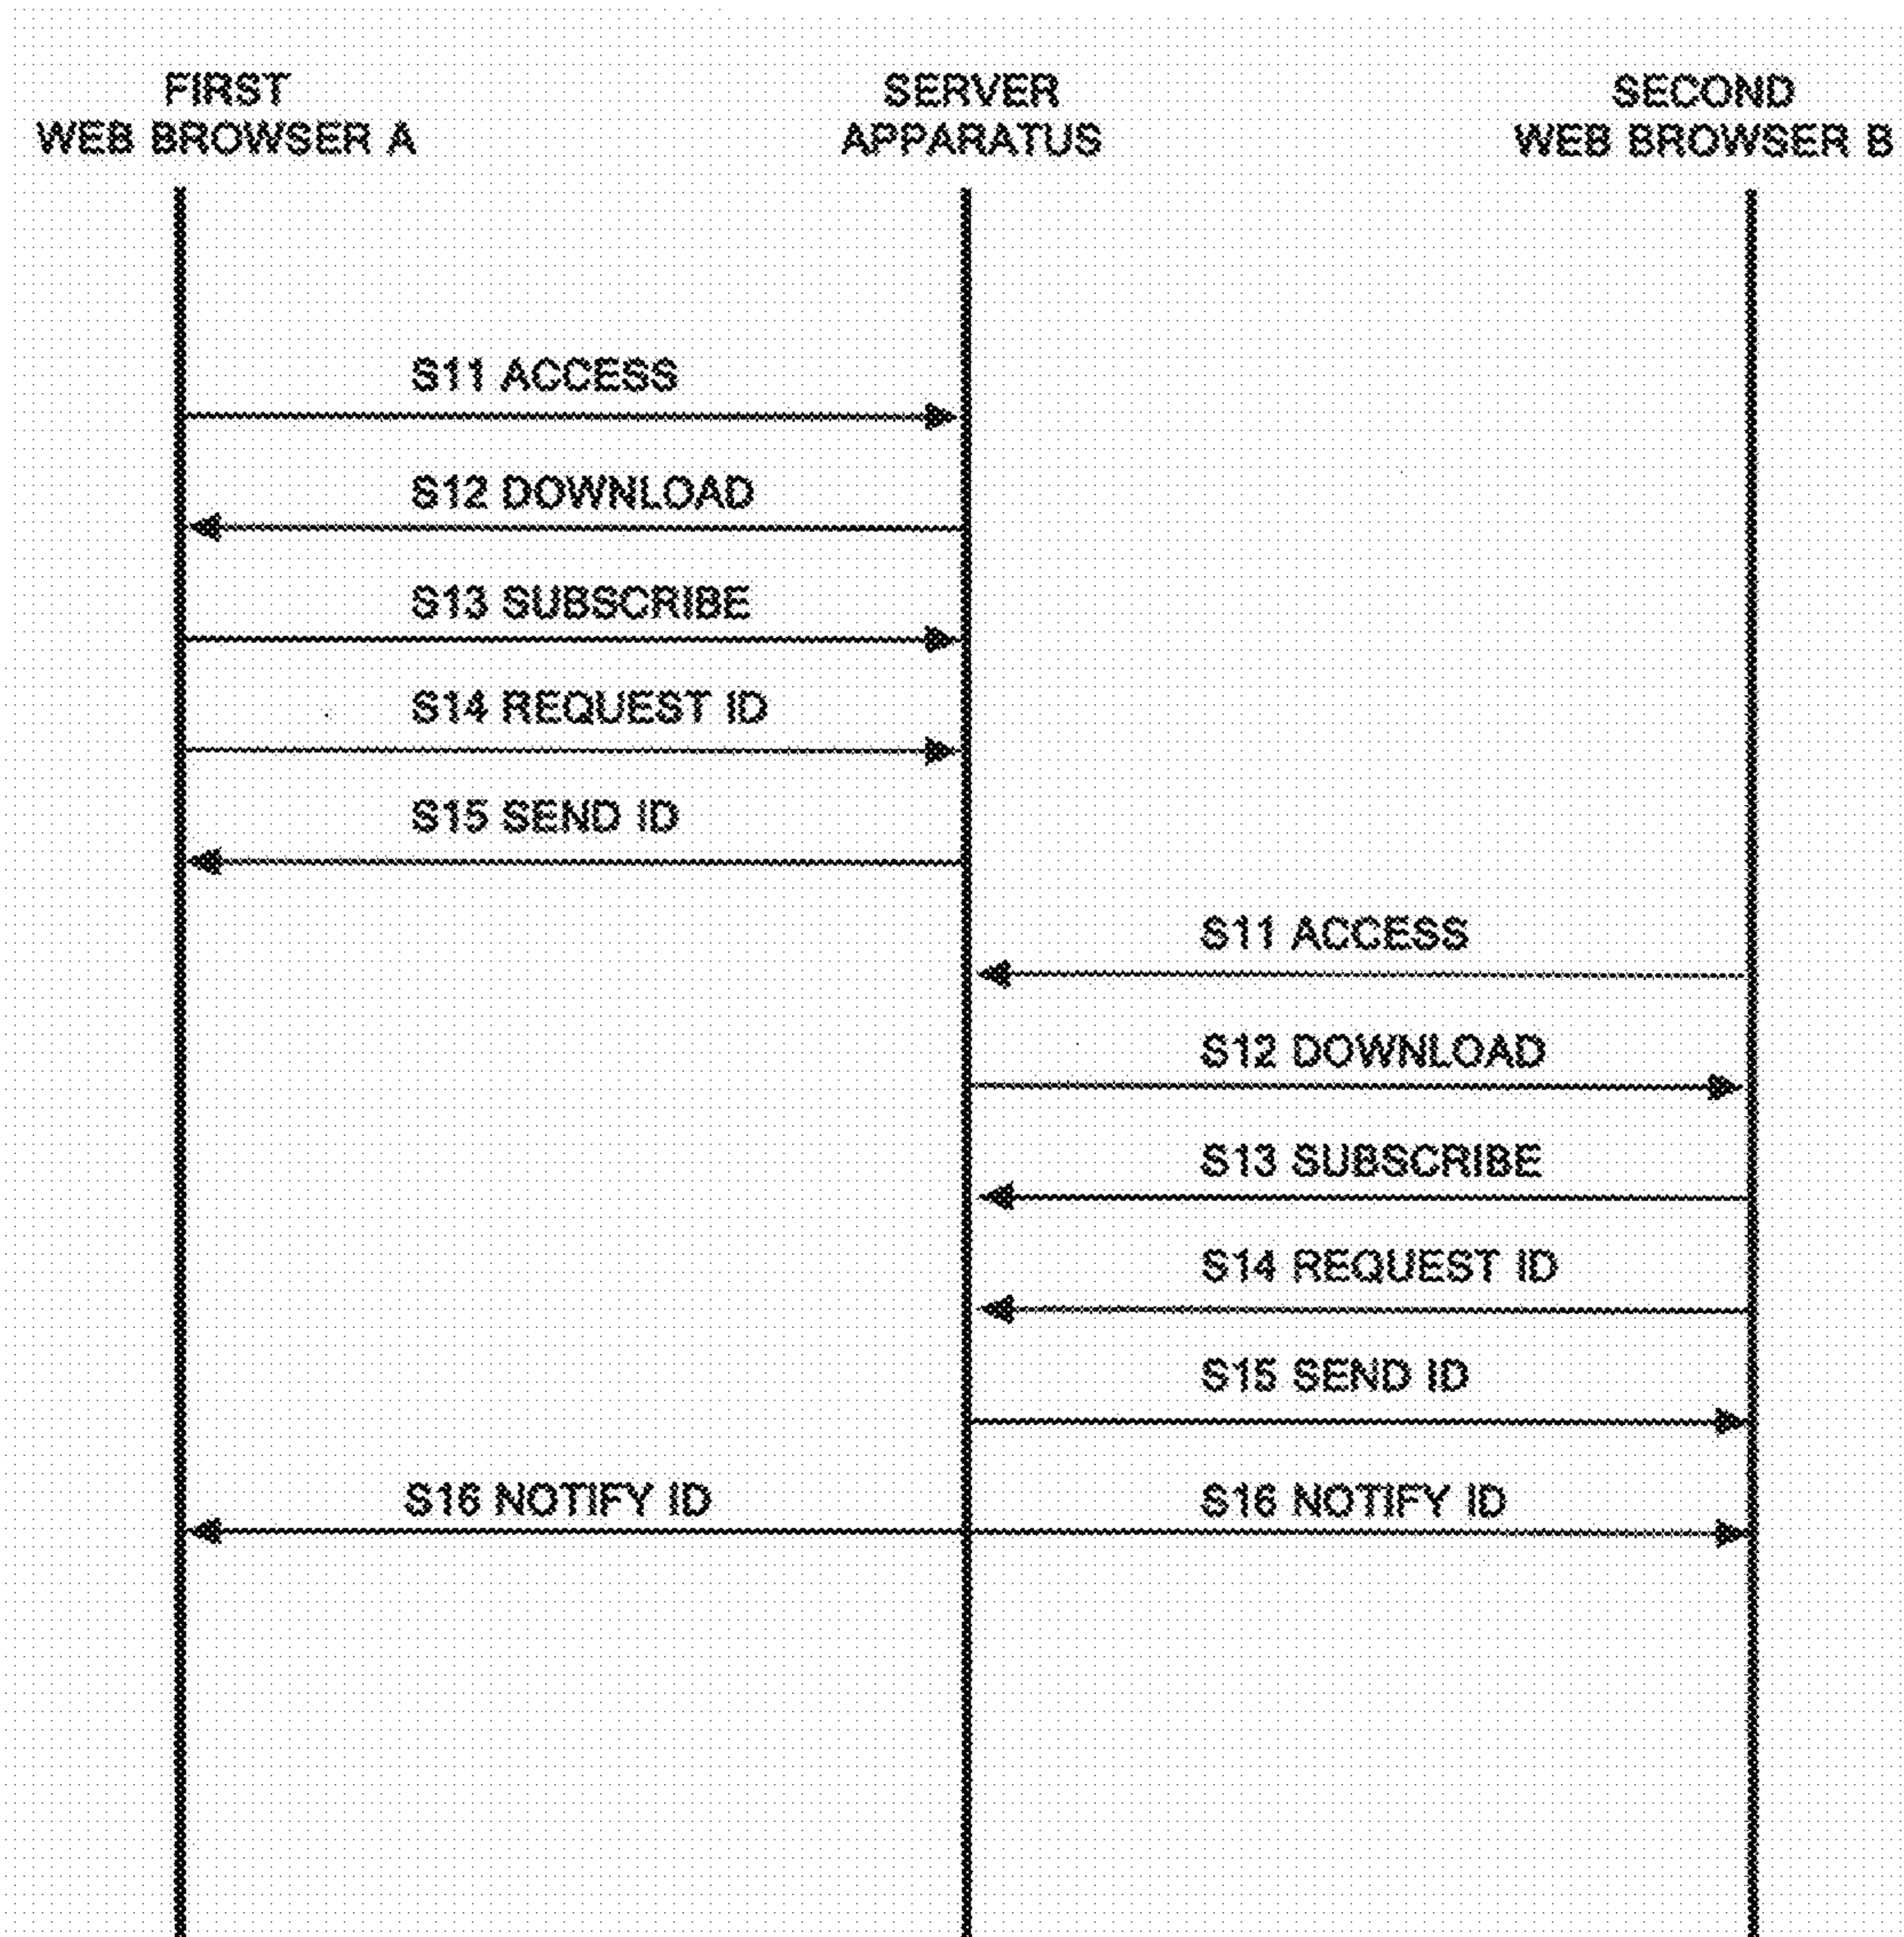 FIRST
WEB BROWSER A
SERVER
APPARATUS
SECOND
WEB BROWSER B
S11 ACCESS
S12 DOWNLOAD
S13 SUBSCRIBE
S14 REQUEST ID
S15 SEND ID
S11 ACCESS
S12 DOWNLOAD
S13 SUBSCRIBE
S14 REQUEST ID
S15 SEND ID
S16 NOTIFY ID
S16 NOTIFY ID